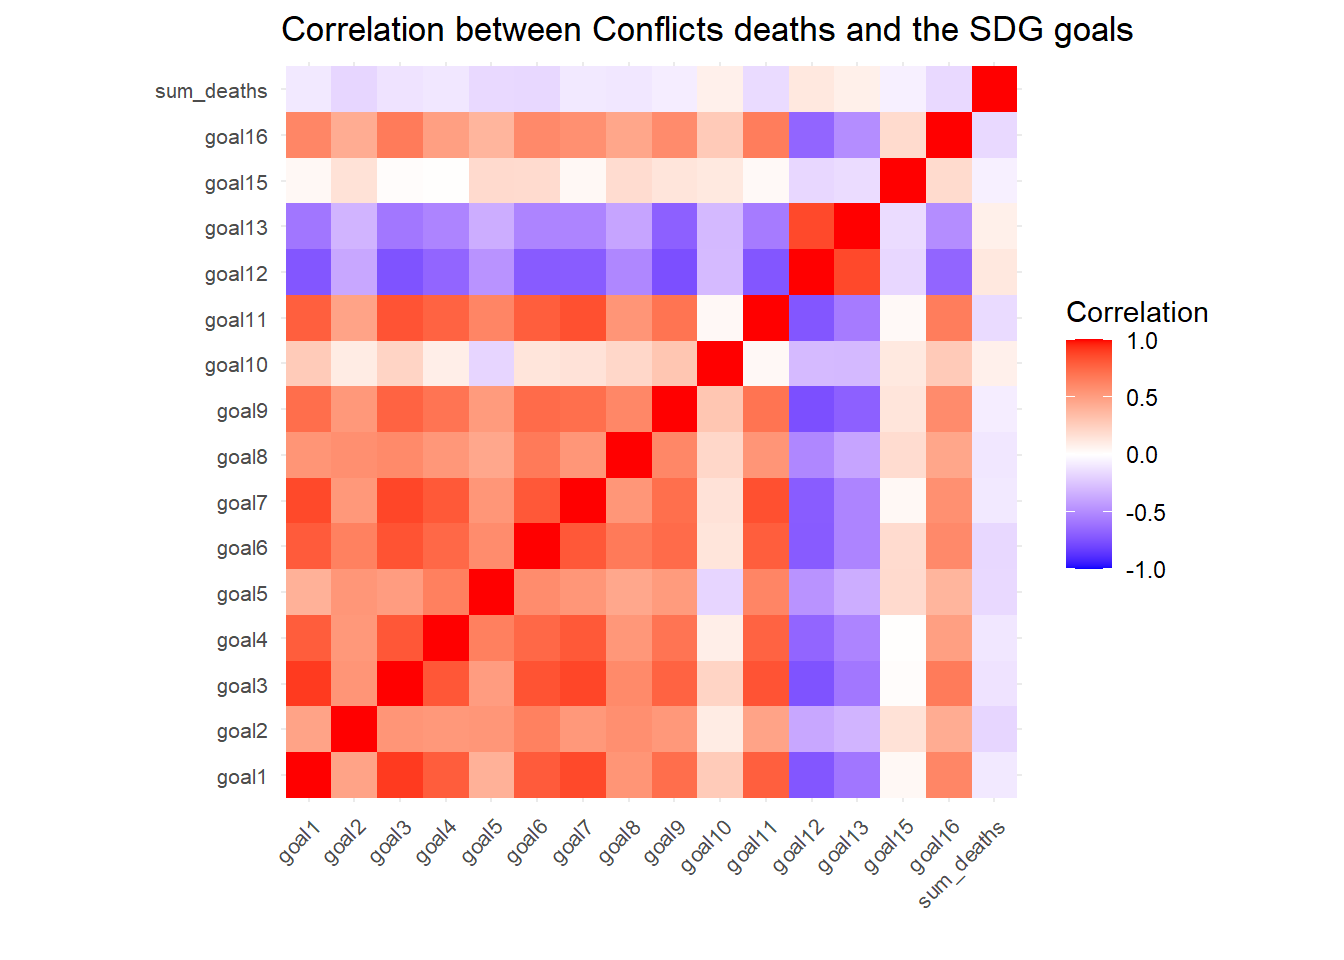 Correlation between Conflicts deaths and the SDG goals
sum_deaths
goal16
goal15
goal13
goal12
goal11
goal10
goal9
goal8
goal7
goal6
goal5
goal4
goal3
goal2
goal1
goal1
goal2
goal3
goal4
goal5
goal6
goal7
goal8
goal9
goal10
goal11
goal12
goal13
goal15
goal16
sum_deaths
Correlation
1.0
0.5
0.0
-0.5
-1.0